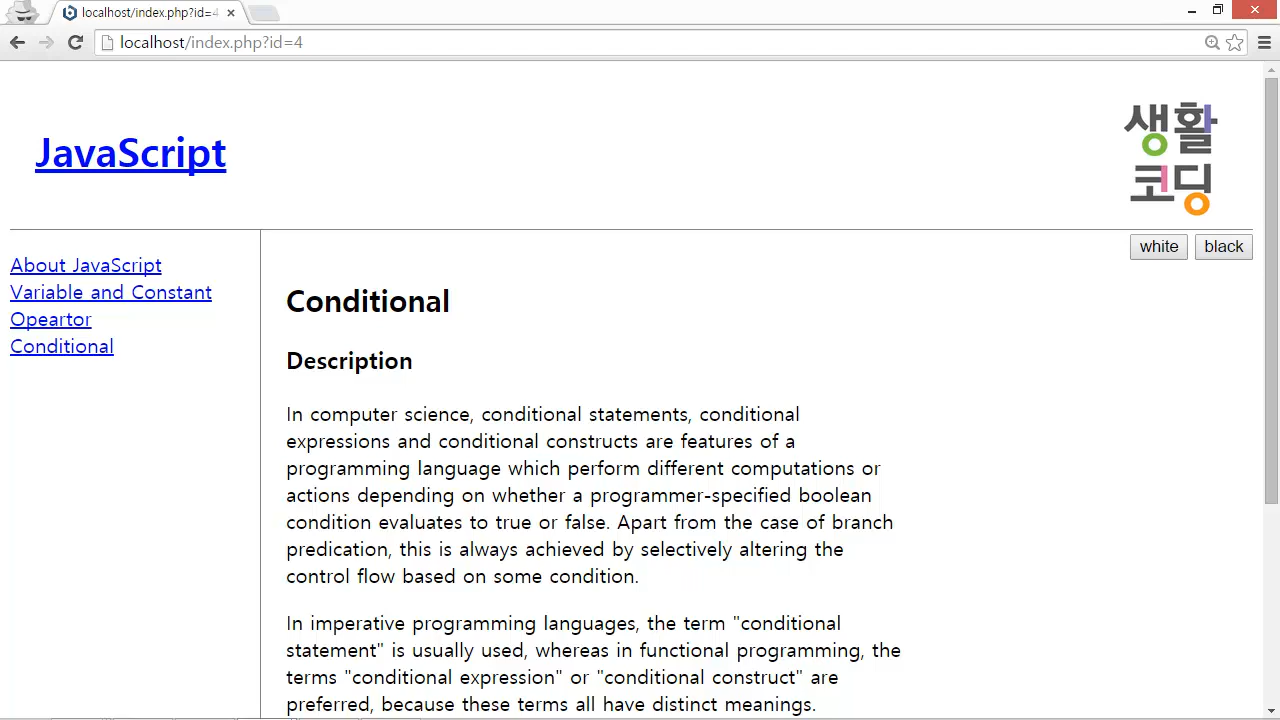 localhost/index.php?id=4
localhost/index.php?id=4
JavaScript
생활
코딩
white black
About JavaScript
Variable and Constant
Opeartor
Conditional
Conditional
Description
In computer science, conditional statements, conditional
expressions and conditional constructs are features of a
programming language which perform different computations or
actions depending on whether a programmer-specified boolean
condition evaluates to true or false. Apart from the case of branch
predication, this is always achieved by selectively altering the
control flow based on some condition.
In imperative programming languages, the term "conditional
statement" is usually used, whereas in functional programming, the
terms "conditional expression" or "conditional construct" are
preferred, because these terms all have distinct meanings.